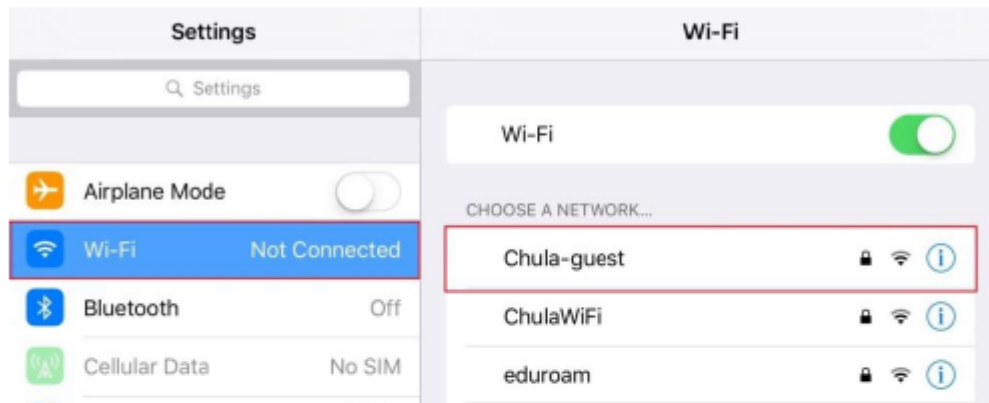 Settings
Settings
Airplane Mode
Wi-Fi Not Connected
Bluetooth Off
Cellular Data No SIM
Wi-Fi
Wi-Fi
CHOOSE A NETWORK...
Chula-guest
ChulaWiFi
eduroam